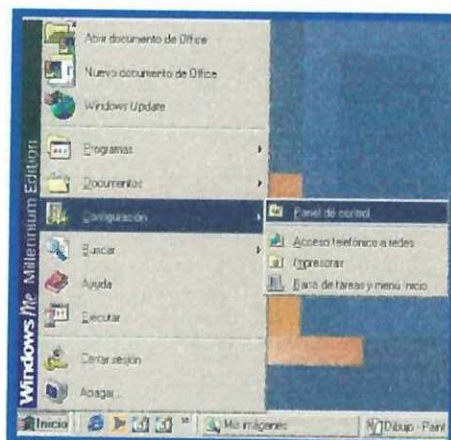 Abrir documento de Office
Nuevo documento de Office
Windows Update
Programas
Documentos
Configuración
Buscar
Ayuda
Ejecutar
Cerrar sesión
Apagar...
Panel de control
Acceso telefónico a redes
Impresoras
Barra de tareas y menú Inicio
Windows Me Millennium Edition
Inicio
»
Mis imágenes
Dibujo - Paint